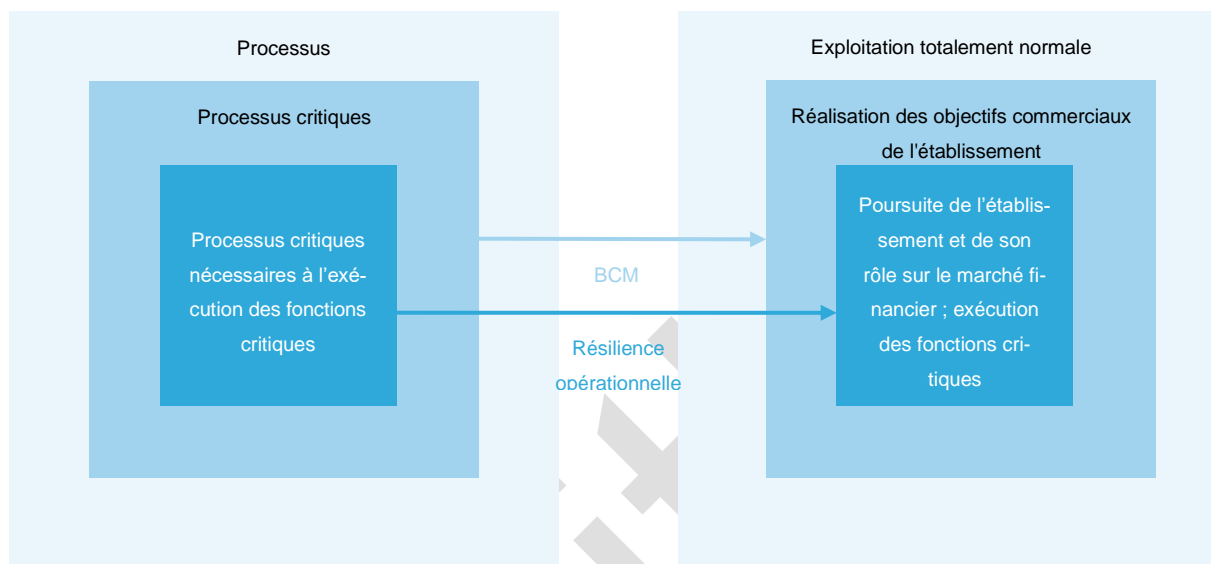 Processus
Processus critiques
Processus critiques
nécessaires à l'exé-
cution des fonctions
critiques
BCM
Résilience
opérationnelle
Exploitation totalement normale
Réalisation des objectifs commerciaux
de l'établissement
Poursuite de l'établis-
sement et de son
rôle sur le marché fi-
nancier ; exécution
des fonctions cri-
tiques